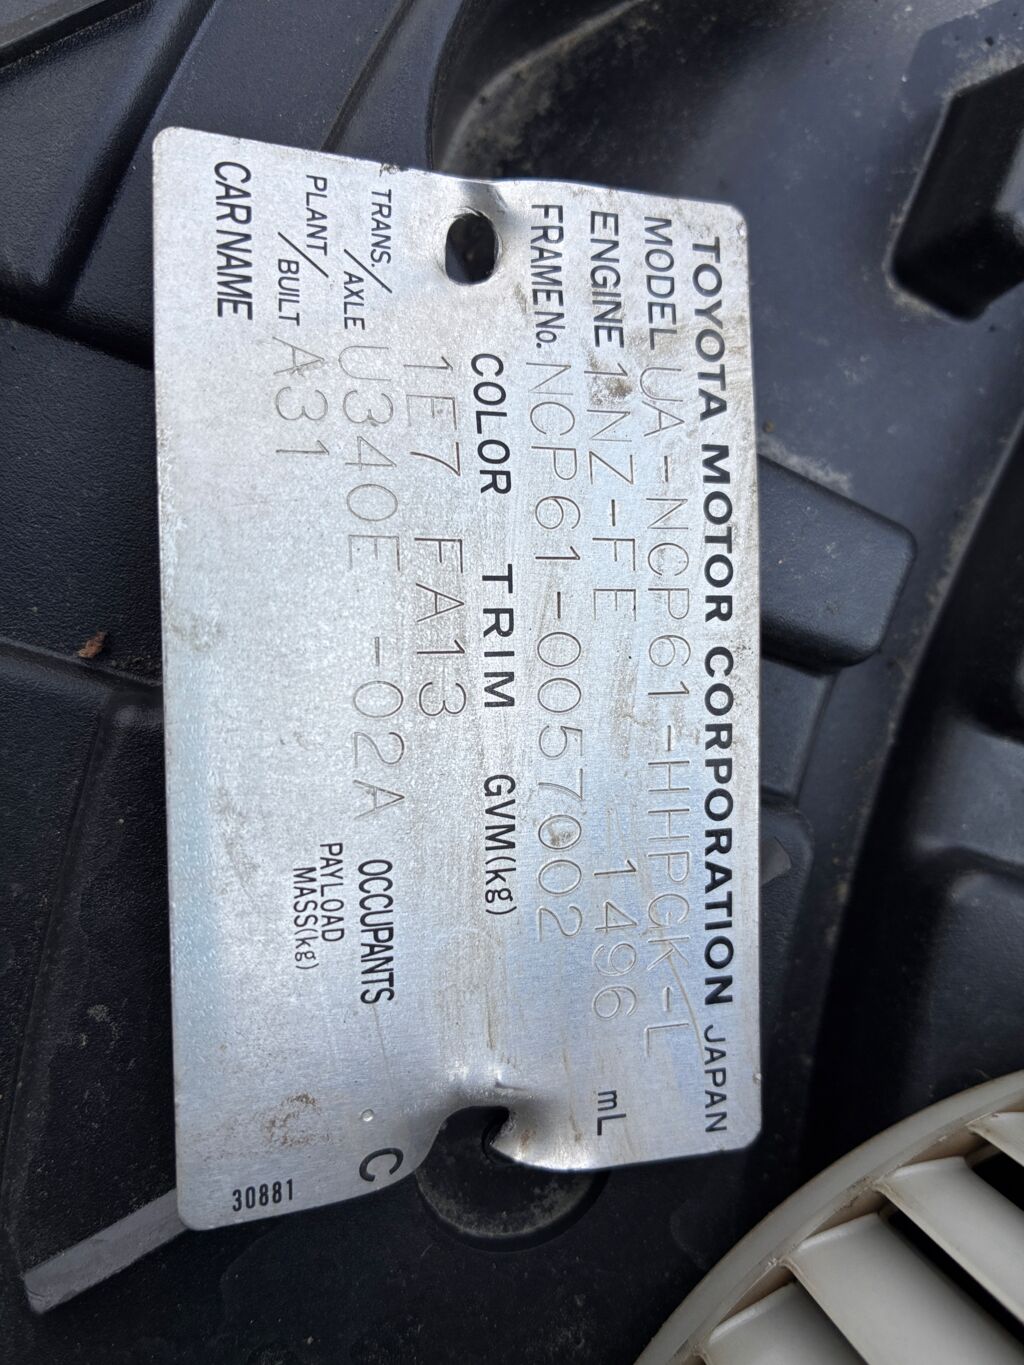 TOYOTA MOTOR CORPORATION JAPAN
MODEL UA-NCP61-HHPGK-L
ENGINE 1NZ-FE 1496 mL
FRAME No. NCP61-0057002
COLOR TRIM GVM(kg)
1E7 FA13
TRANS./AXLE U340E -02A OCCUPANTS
PLANT/BUILT A31 PAYLOAD MASS(kg)
CAR NAME
C
30881